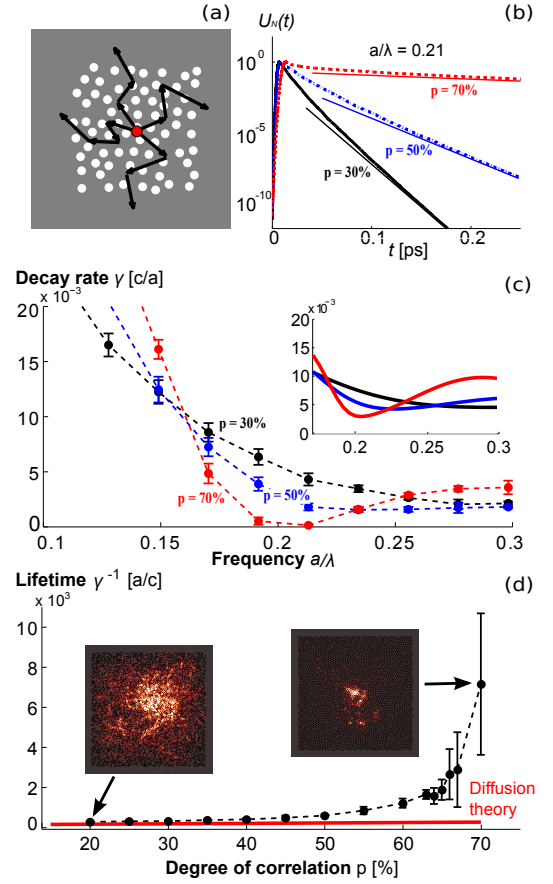 (a)
U_N(t)
(b)
a/λ = 0.21
10^0
10^-5
10^-10
p = 70%
p = 50%
p = 30%
0 0.1 0.2
t [ps]
Decay rate γ [c/a]
(c)
x 10^-3
20
15
10
5
0
p = 30%
p = 50%
p = 70%
x 10^-3
20
10
0
0.2 0.25 0.3
0.1 0.15 0.2 0.25 0.3
Frequency a/λ
Lifetime γ^-1 [a/c]
(d)
x 10^3
10
8
6
4
2
0
Diffusion
theory
20 30 40 50 60 70
Degree of correlation p [%]